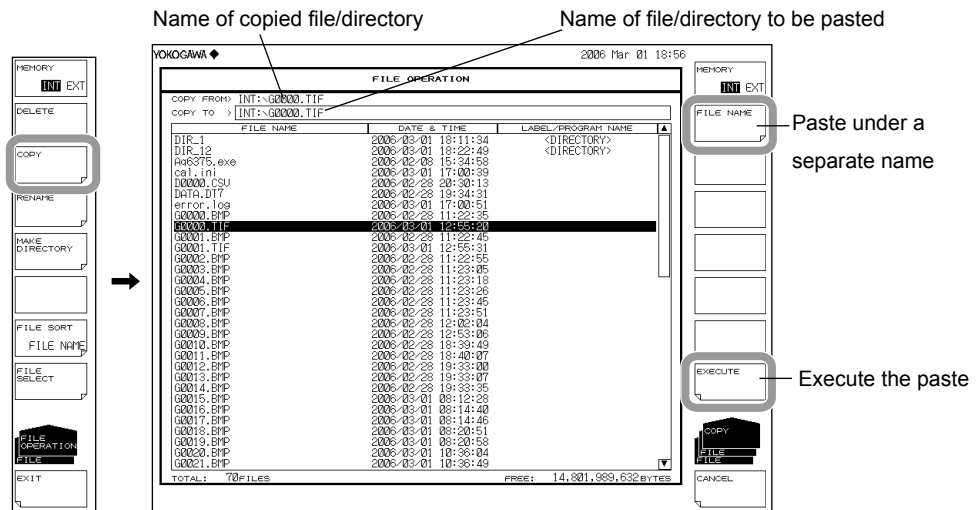 Name of copied file/directory
Name of file/directory to be pasted
MEMORY
INT EXT
DELETE
COPY
RENAME
MAKE
DIRECTORY
FILE SORT
FILE NAME
FILE
SELECT
FILE
OPERATION
FILE
EXIT
YOKOGAWA
2006 Mar 01 18:56
FILE OPERATION
COPY FROM> INT:\G0000.TIF
COPY TO > INT:\G0000.TIF
FILE NAME DATE & TIME LABEL/PROGRAM NAME
DIR_1 2006/03/01 18:11:34 <DIRECTORY>
DIR_12 2006/03/01 18:22:49 <DIRECTORY>
Aq6375.exe 2006/02/08 15:34:58
cal.ini 2006/03/01 17:00:39
D0000.CSV 2006/02/28 20:30:13
DATA.DT7 2006/02/28 19:34:31
error.log 2006/03/01 17:00:51
G0000.BMP 2006/02/28 11:22:35
G0000.TIF 2006/03/01 12:55:20
G0001.BMP 2006/02/28 11:22:45
G0001.TIF 2006/03/01 12:55:31
G0002.BMP 2006/02/28 11:22:55
G0003.BMP 2006/02/28 11:23:05
G0004.BMP 2006/02/28 11:23:18
G0005.BMP 2006/02/28 11:23:26
G0006.BMP 2006/02/28 11:23:45
G0007.BMP 2006/02/28 11:23:51
G0008.BMP 2006/02/28 12:02:04
G0009.BMP 2006/02/28 12:53:06
G0010.BMP 2006/02/28 18:39:49
G0011.BMP 2006/02/28 18:40:07
G0012.BMP 2006/02/28 19:33:00
G0013.BMP 2006/02/28 19:33:07
G0014.BMP 2006/02/28 19:33:35
G0015.BMP 2006/03/01 08:12:28
G0016.BMP 2006/03/01 08:14:40
G0017.BMP 2006/03/01 08:14:46
G0018.BMP 2006/03/01 08:20:51
G0019.BMP 2006/03/01 08:20:58
G0020.BMP 2006/03/01 10:36:04
G0021.BMP 2006/03/01 10:36:49
TOTAL: 70FILES FREE: 14,801,989,632BYTES
MEMORY
INT EXT
FILE NAME
Paste under a
separate name
EXECUTE
Execute the paste
COPY
FILE
FILE
CANCEL